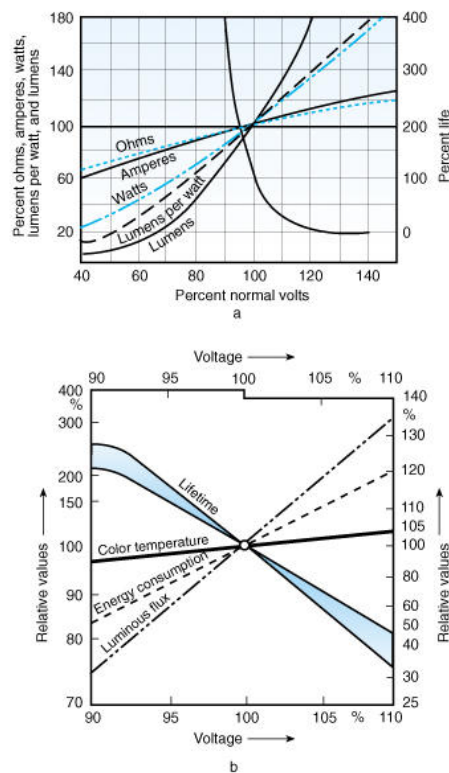 180
140
100
60
20
400
300
200
100
0
Percent ohms, amperes, watts,
lumens per watt, and lumens
Percent life
Ohms
Amperes
Watts
Lumens per watt
Lumens
40 60 80 100 120 140
Percent normal volts
a
Voltage
90 95 100 105 % 110
400
%
300
200
150
100
90
80
70
140
%
130
120
110
105
100
80
60
50
40
30
25
Relative values
Relative values
Lifetime
Color temperature
Energy consumption
Luminous flux
90 95 100 105 % 110
Voltage
b